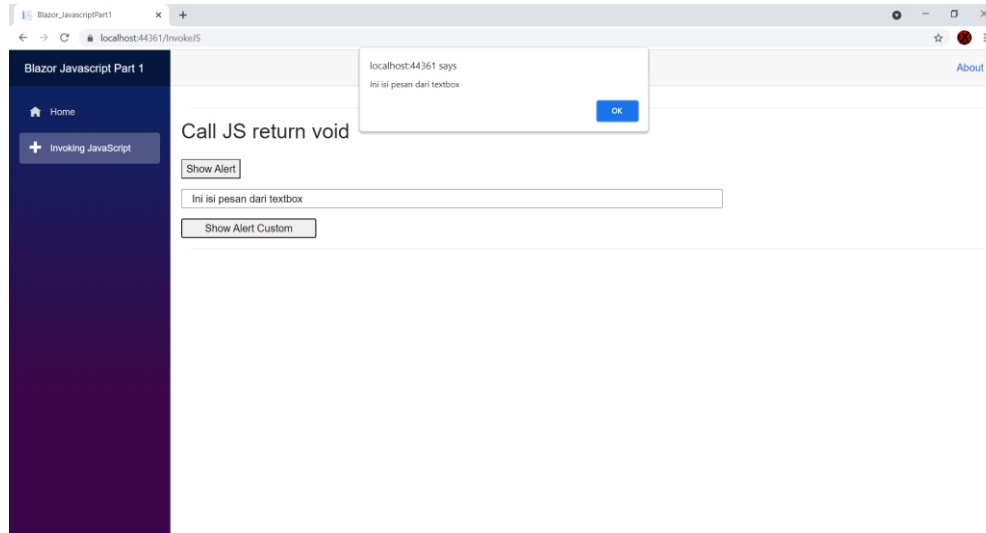 Blazor_JavascriptPart1
localhost:44361/InvokeJS
Blazor Javascript Part 1
About
localhost:44361 says
Ini isi pesan dari textbox
OK
Home
Invoking JavaScript
Call JS return void
Show Alert
Ini isi pesan dari textbox
Show Alert Custom